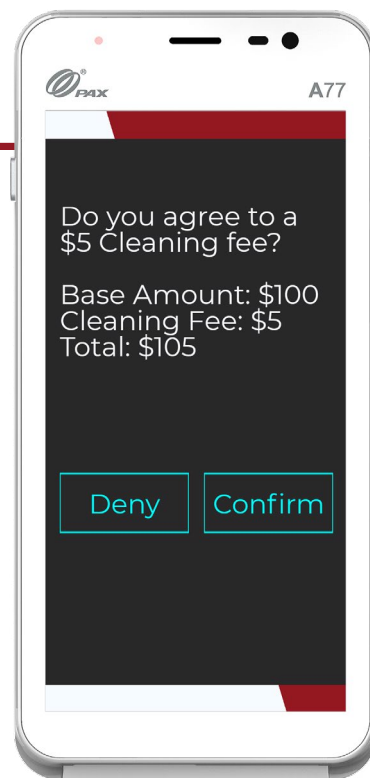 PAX®
A77
Do you agree to a
$5 Cleaning fee?
Base Amount: $100
Cleaning Fee: $5
Total: $105
Deny
Confirm